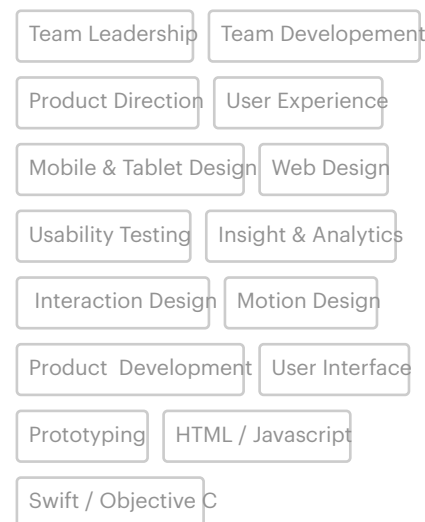 Team Leadership Team Developement
Product Direction User Experience
Mobile & Tablet Design Web Design
Usability Testing Insight & Analytics
Interaction Design Motion Design
Product Development User Interface
Prototyping HTML / Javascript
Swift / Objective C